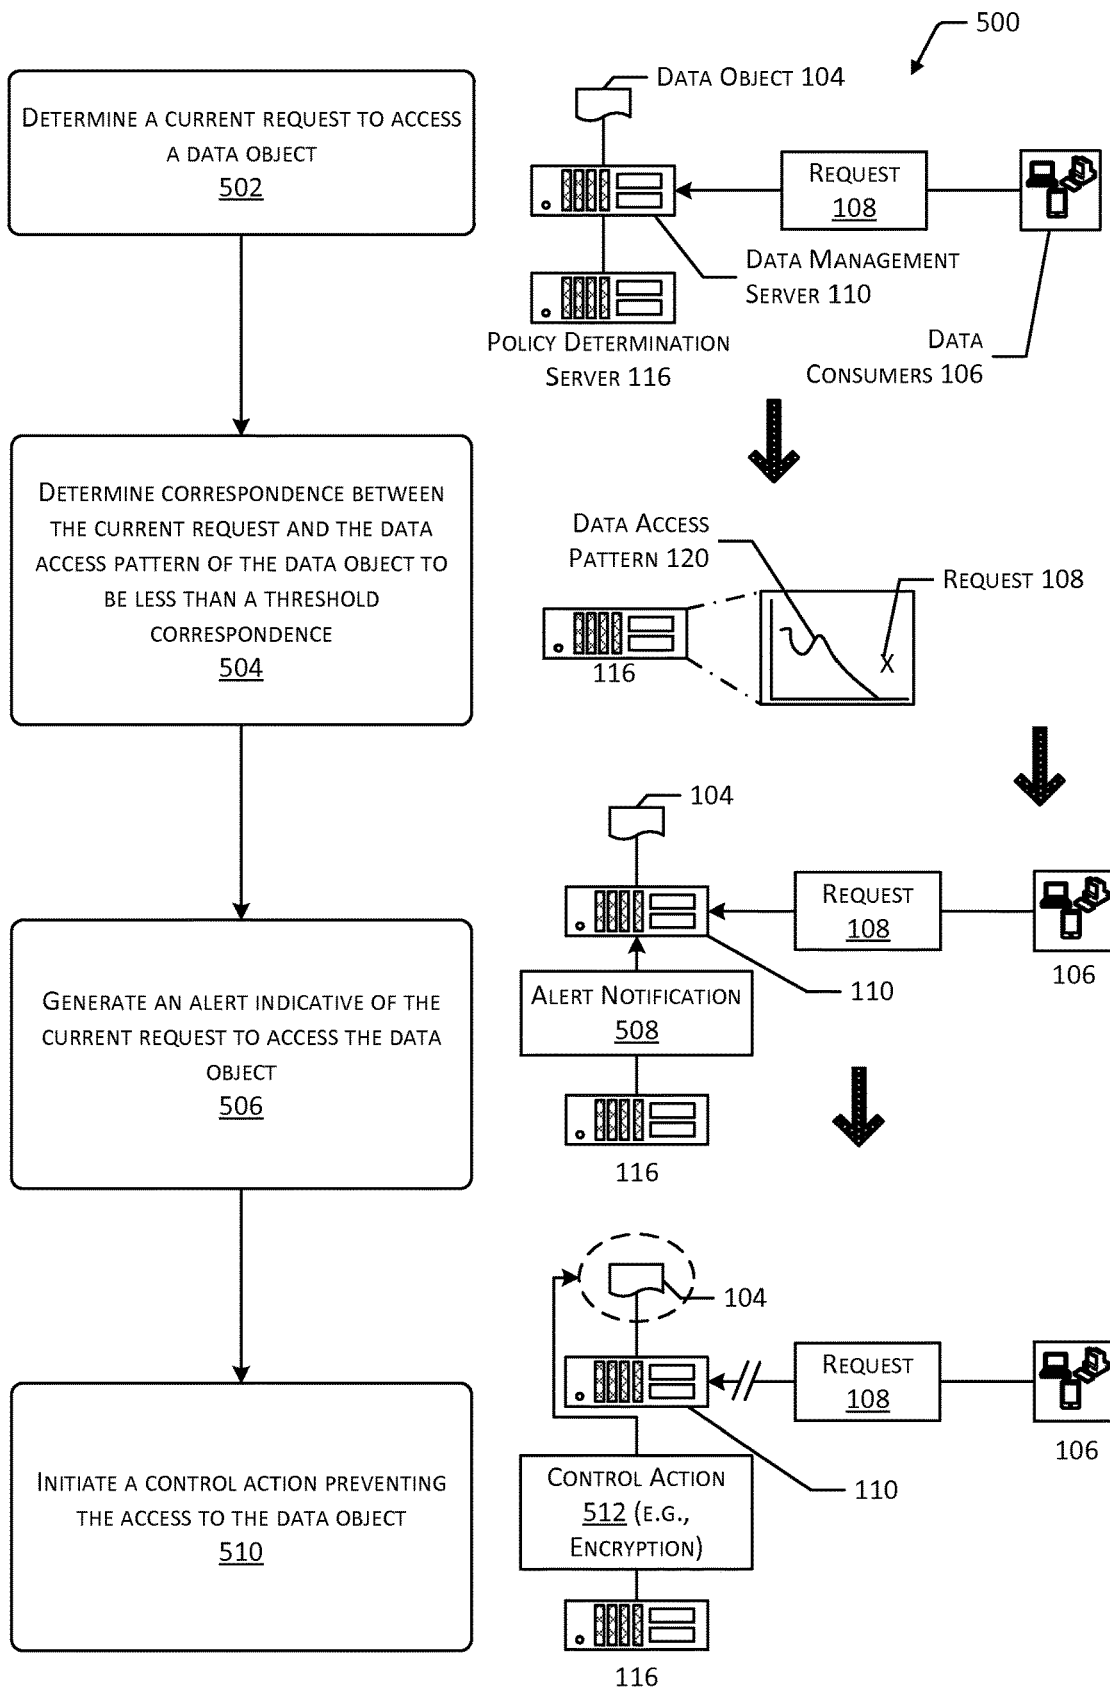 500
DETERMINE A CURRENT REQUEST TO ACCESS
A DATA OBJECT
502
DATA OBJECT 104
REQUEST
108
DATA MANAGEMENT
SERVER 110
POLICY DETERMINATION
SERVER 116
DATA
CONSUMERS 106
DETERMINE CORRESPONDENCE BETWEEN
THE CURRENT REQUEST AND THE DATA
ACCESS PATTERN OF THE DATA OBJECT TO
BE LESS THAN A THRESHOLD
CORRESPONDENCE
504
DATA ACCESS
PATTERN 120
REQUEST 108
X
116
GENERATE AN ALERT INDICATIVE OF THE
CURRENT REQUEST TO ACCESS THE DATA
OBJECT
506
104
REQUEST
108
106
110
ALERT NOTIFICATION
508
116
INITIATE A CONTROL ACTION PREVENTING
THE ACCESS TO THE DATA OBJECT
510
104
REQUEST
108
106
110
CONTROL ACTION
512 (E.G.,
ENCRYPTION)
116